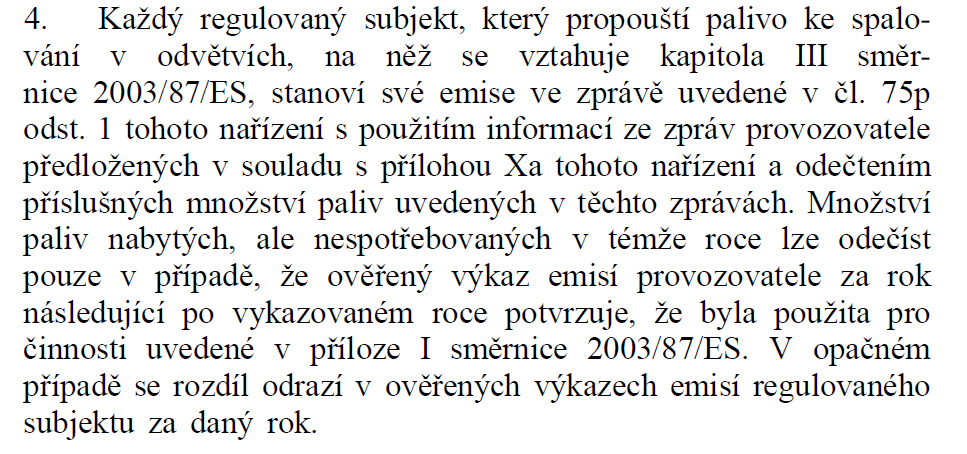 4. Každý regulovaný subjekt, který propouští palivo ke spalo-
vání v odvětvích, na něž se vztahuje kapitola III směr-
nice 2003/87/ES, stanoví své emise ve zprávě uvedené v čl. 75p
odst. 1 tohoto nařízení s použitím informací ze zpráv provozovatele
předložených v souladu s přílohou Xa tohoto nařízení a odečtením
příslušných množství paliv uvedených v těchto zprávách. Množství
paliv nabytých, ale nespotřebovaných v témže roce lze odečíst
pouze v případě, že ověřený výkaz emisí provozovatele za rok
následující po vykazovaném roce potvrzuje, že byla použita pro
činnosti uvedené v příloze I směrnice 2003/87/ES. V opačném
případě se rozdíl odrazí v ověřených výkazech emisí regulovaného
subjektu za daný rok.